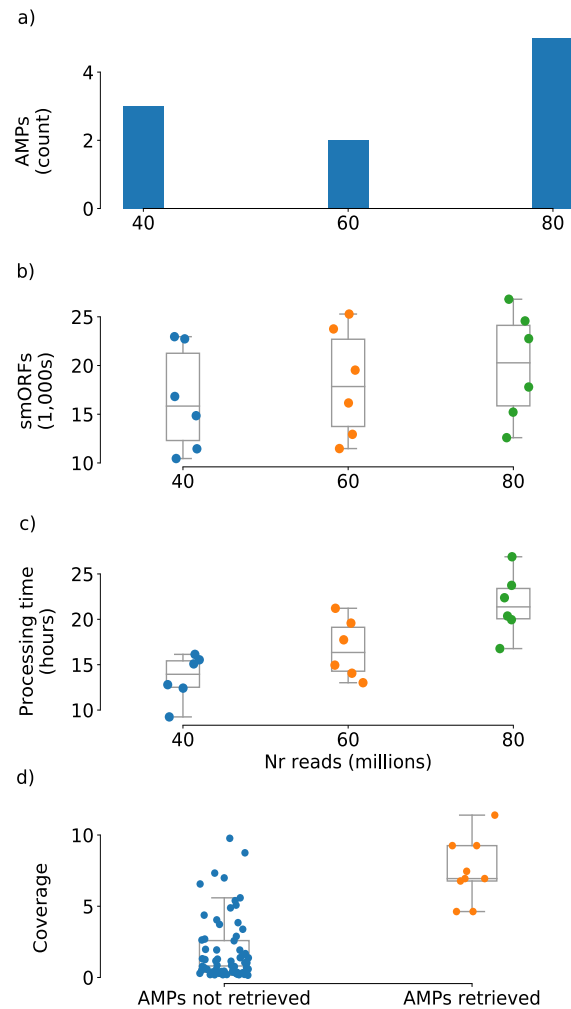 a)
AMPs
(count)
4
2
0
40 60 80
b)
smORFs
(1,000s)
25
20
15
10
40 60 80
c)
Processing time
(hours)
25
20
15
10
40 60 80
Nr reads (millions)
d)
Coverage
10
5
0
AMPs not retrieved AMPs retrieved